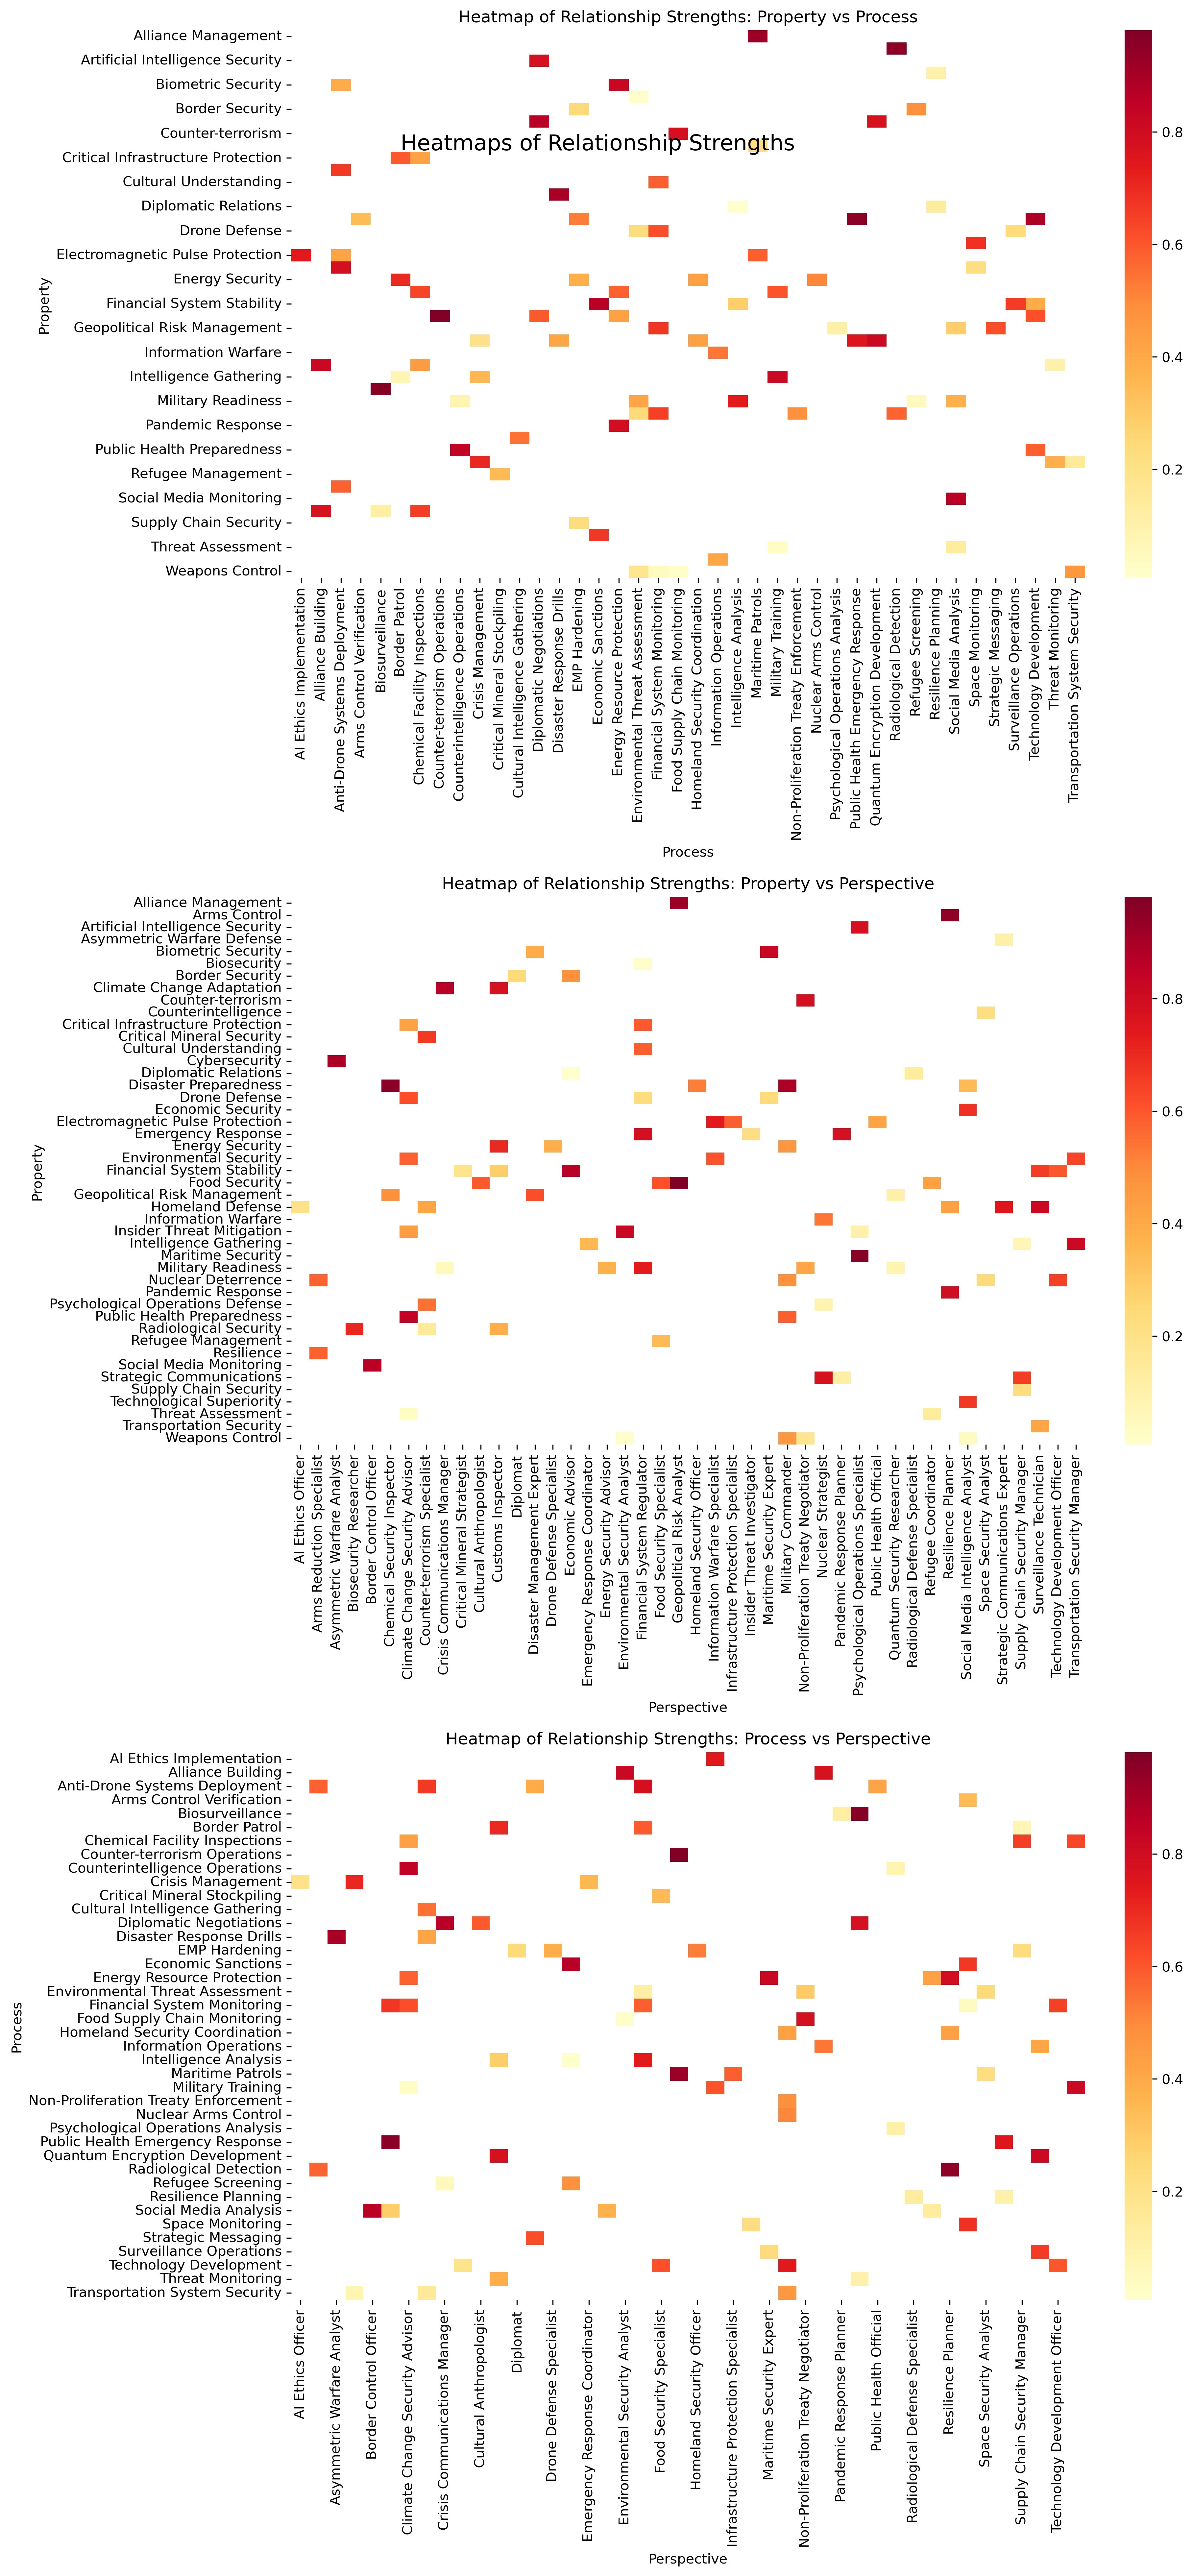 Heatmap of Relationship Strengths: Property vs Process
Heatmaps of Relationship Strengths
Property
Alliance Management
Artificial Intelligence Security
Biometric Security
Border Security
Counter-terrorism
Critical Infrastructure Protection
Cultural Understanding
Diplomatic Relations
Drone Defense
Electromagnetic Pulse Protection
Energy Security
Financial System Stability
Geopolitical Risk Management
Information Warfare
Intelligence Gathering
Military Readiness
Pandemic Response
Public Health Preparedness
Refugee Management
Social Media Monitoring
Supply Chain Security
Threat Assessment
Weapons Control
0.8
0.6
0.4
0.2
AI Ethics Implementation
Alliance Building
Anti-Drone Systems Deployment
Arms Control Verification
Biosurveillance
Border Patrol
Chemical Facility Inspections
Counter-terrorism Operations
Counterintelligence Operations
Crisis Management
Critical Mineral Stockpiling
Cultural Intelligence Gathering
Diplomatic Negotiations
Disaster Response Drills
EMP Hardening
Economic Sanctions
Energy Resource Protection
Environmental Threat Assessment
Financial System Monitoring
Food Supply Chain Monitoring
Homeland Security Coordination
Information Operations
Intelligence Analysis
Maritime Patrols
Military Training
Non-Proliferation Treaty Enforcement
Nuclear Arms Control
Psychological Operations Analysis
Public Health Emergency Response
Quantum Encryption Development
Radiological Detection
Refugee Screening
Resilience Planning
Social Media Analysis
Space Monitoring
Strategic Messaging
Surveillance Operations
Technology Development
Threat Monitoring
Transportation System Security
Process
Heatmap of Relationship Strengths: Property vs Perspective
Property
Alliance Management
Arms Control
Artificial Intelligence Security
Asymmetric Warfare Defense
Biometric Security
Biosecurity
Border Security
Climate Change Adaptation
Counter-terrorism
Counterintelligence
Critical Infrastructure Protection
Critical Mineral Security
Cultural Understanding
Cybersecurity
Diplomatic Relations
Disaster Preparedness
Drone Defense
Economic Security
Electromagnetic Pulse Protection
Emergency Response
Energy Security
Environmental Security
Financial System Stability
Food Security
Geopolitical Risk Management
Homeland Defense
Information Warfare
Insider Threat Mitigation
Intelligence Gathering
Maritime Security
Military Readiness
Nuclear Deterrence
Pandemic Response
Psychological Operations Defense
Public Health Preparedness
Radiological Security
Refugee Management
Resilience
Social Media Monitoring
Strategic Communications
Supply Chain Security
Technological Superiority
Threat Assessment
Transportation Security
Weapons Control
0.8
0.6
0.4
0.2
AI Ethics Officer
Arms Reduction Specialist
Asymmetric Warfare Analyst
Biosecurity Researcher
Border Control Officer
Chemical Security Inspector
Climate Change Security Advisor
Counter-terrorism Specialist
Crisis Communications Manager
Critical Mineral Strategist
Cultural Anthropologist
Customs Inspector
Diplomat
Disaster Management Expert
Drone Defense Specialist
Economic Advisor
Emergency Response Coordinator
Energy Security Advisor
Environmental Security Analyst
Financial System Regulator
Food Security Specialist
Geopolitical Risk Analyst
Homeland Security Officer
Information Warfare Specialist
Infrastructure Protection Specialist
Insider Threat Investigator
Maritime Security Expert
Military Commander
Non-Proliferation Treaty Negotiator
Nuclear Strategist
Pandemic Response Planner
Psychological Operations Specialist
Public Health Official
Quantum Security Researcher
Radiological Defense Specialist
Refugee Coordinator
Resilience Planner
Social Media Intelligence Analyst
Space Security Analyst
Strategic Communications Expert
Supply Chain Security Manager
Surveillance Technician
Technology Development Officer
Transportation Security Manager
Perspective
Heatmap of Relationship Strengths: Process vs Perspective
Process
AI Ethics Implementation
Alliance Building
Anti-Drone Systems Deployment
Arms Control Verification
Biosurveillance
Border Patrol
Chemical Facility Inspections
Counter-terrorism Operations
Counterintelligence Operations
Crisis Management
Critical Mineral Stockpiling
Cultural Intelligence Gathering
Diplomatic Negotiations
Disaster Response Drills
EMP Hardening
Economic Sanctions
Energy Resource Protection
Environmental Threat Assessment
Financial System Monitoring
Food Supply Chain Monitoring
Homeland Security Coordination
Information Operations
Intelligence Analysis
Maritime Patrols
Military Training
Non-Proliferation Treaty Enforcement
Nuclear Arms Control
Psychological Operations Analysis
Public Health Emergency Response
Quantum Encryption Development
Radiological Detection
Refugee Screening
Resilience Planning
Social Media Analysis
Space Monitoring
Strategic Messaging
Surveillance Operations
Technology Development
Threat Monitoring
Transportation System Security
0.8
0.6
0.4
0.2
AI Ethics Officer
Asymmetric Warfare Analyst
Border Control Officer
Climate Change Security Advisor
Crisis Communications Manager
Cultural Anthropologist
Diplomat
Drone Defense Specialist
Emergency Response Coordinator
Environmental Security Analyst
Food Security Specialist
Homeland Security Officer
Infrastructure Protection Specialist
Maritime Security Expert
Non-Proliferation Treaty Negotiator
Pandemic Response Planner
Public Health Official
Radiological Defense Specialist
Resilience Planner
Space Security Analyst
Supply Chain Security Manager
Technology Development Officer
Perspective